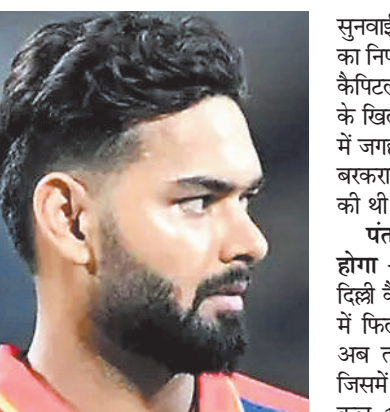 सुनवाई
का निप
कैपिटल
के खिल
में जगह
बरकरा
की थी
पंत
होगा
दिल्ली कै
में फिल
अब त
जिसमें